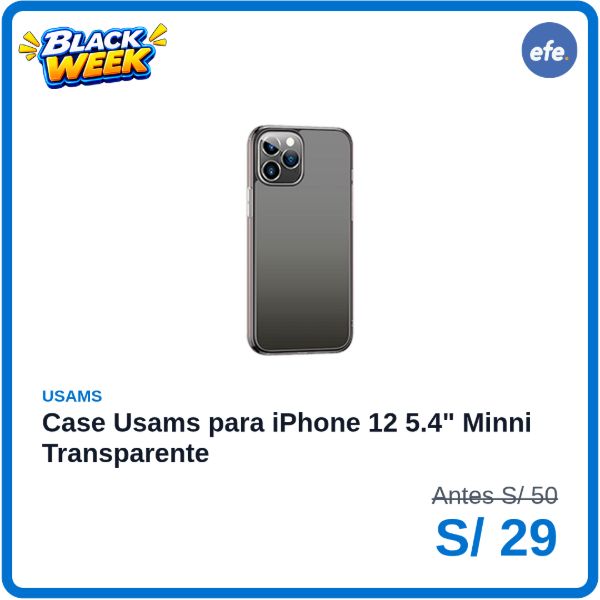 BLACK
WEEK
efe.
USAMS
Case Usams para iPhone 12 5.4" Minni
Transparente
Antes S/ 50
S/ 29